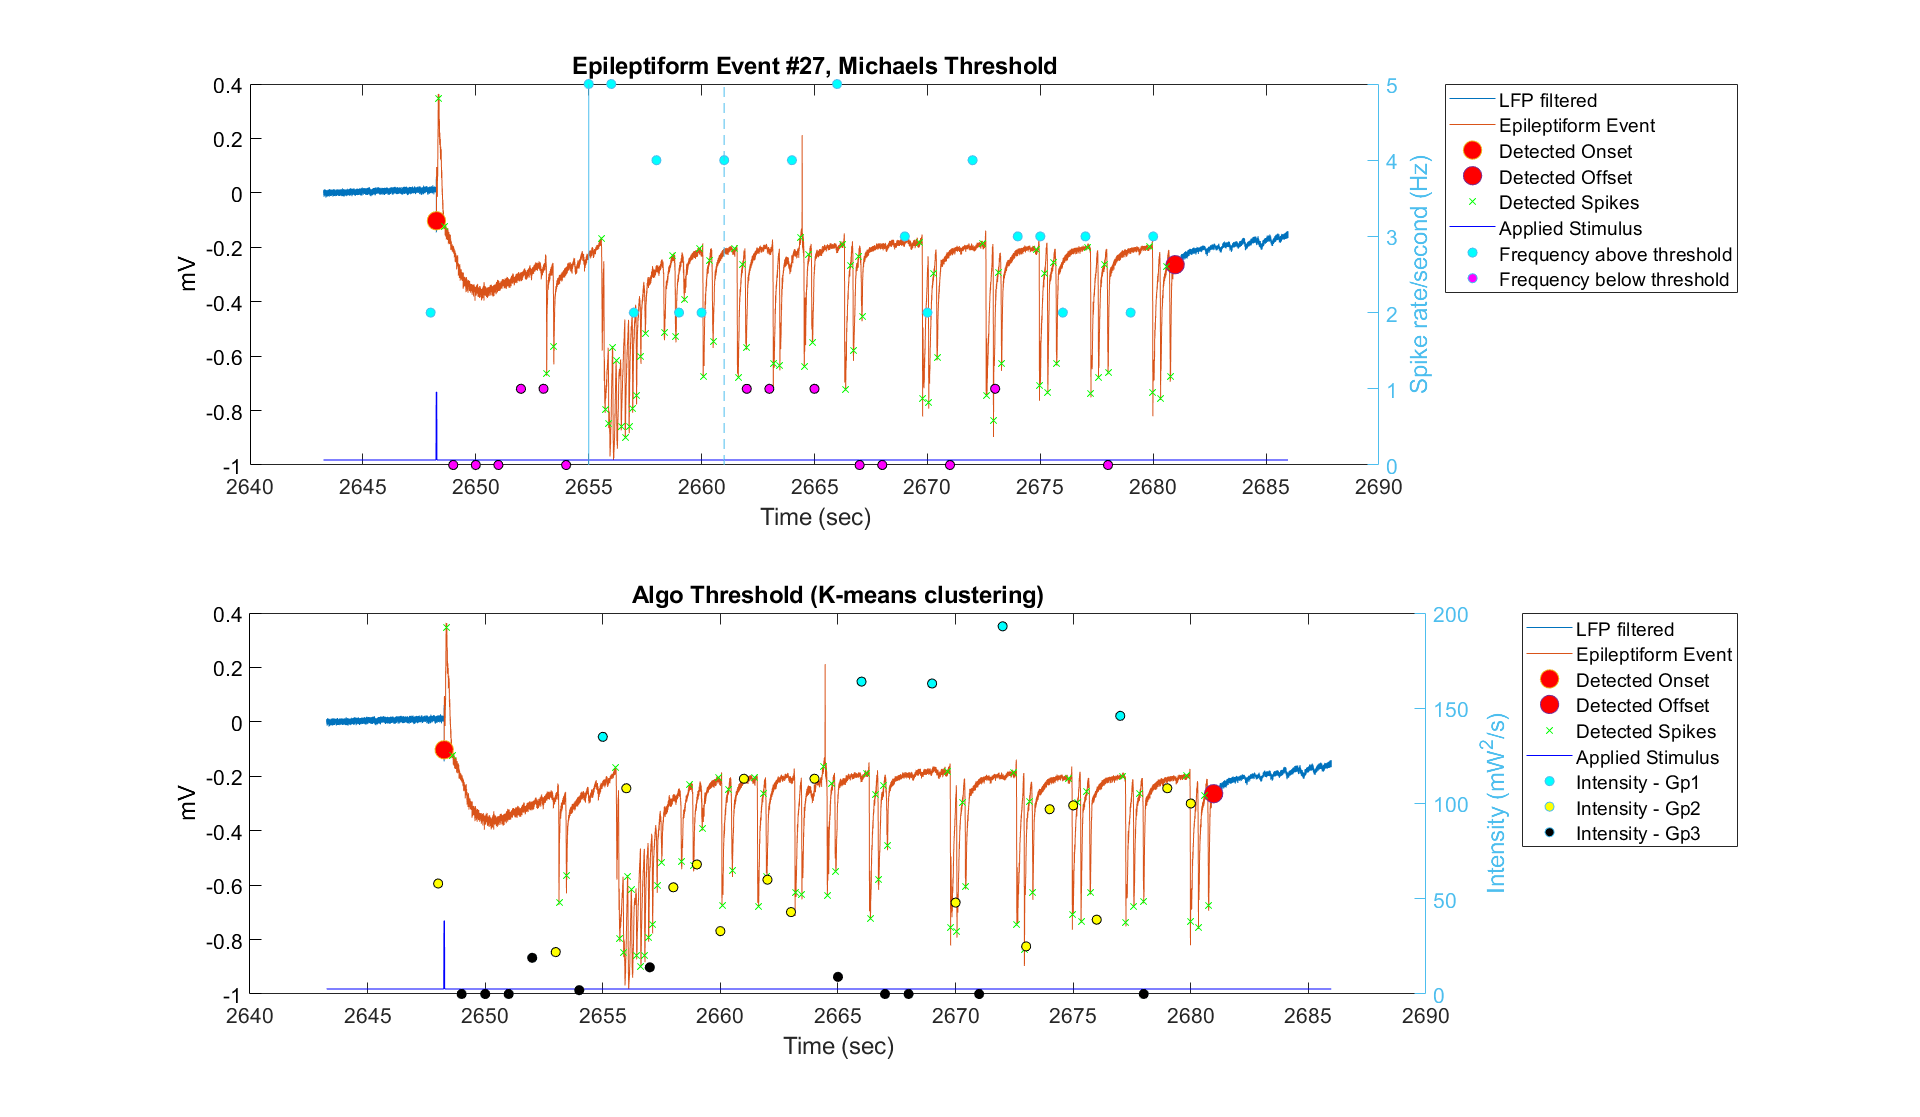 Epileptiform Event #27, Michaels Threshold
0.4
0.2
0
-0.2
-0.4
-0.6
-0.8
-1
mV
2640
2645
2650
2655
2660
2665
2670
2675
2680
2685
2690
Time (sec)
5
4
3
2
1
0
Spike rate/second (Hz)
LFP filtered
Epileptiform Event
Detected Onset
Detected Offset
Detected Spikes
Applied Stimulus
Frequency above threshold
Frequency below threshold
Algo Threshold (K-means clustering)
0.4
0.2
0
-0.2
-0.4
-0.6
-0.8
-1
mV
2640
2645
2650
2655
2660
2665
2670
2675
2680
2685
2690
Time (sec)
200
150
100
50
0
Intensity (mW²/s)
LFP filtered
Epileptiform Event
Detected Onset
Detected Offset
Detected Spikes
Applied Stimulus
Intensity - Gp1
Intensity - Gp2
Intensity - Gp3